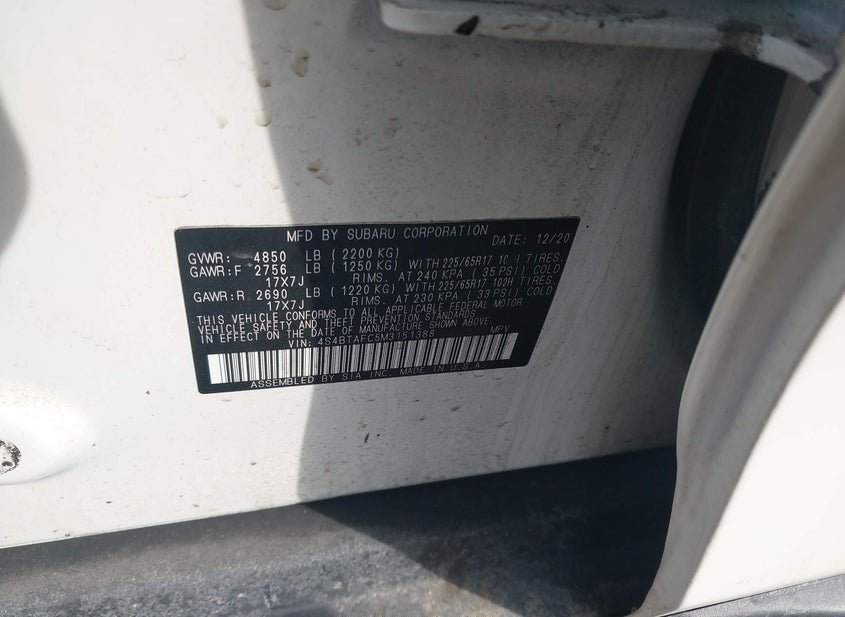 MFD BY SUBARU CORPORATION DATE: 12/20
GVWR: 4850 LB (2200 KG)
GAWR:F 2756 LB (1250 KG) WITH 225/65R17 TIRES.
17X7J RIMS. AT 240 KPA (35 PSI) COLD
GAWR:R 2690 LB (1220 KG) WITH 225/65R17 102H TIRES.
17X7J RIMS. AT 230 KPA (33 PSI) COLD
THIS VEHICLE CONFORMS TO ALL APPLICABLE FEDERAL MOTOR
VEHICLE SAFETY AND THEFT PREVENTION STANDARDS
IN EFFECT ON THE DATE OF MANUFACTURE SHOWN ABOVE.
VIN: 4S4BTAFC5M3151388 MPV
ASSEMBLED BY SIA INC. MADE IN U.S.A.